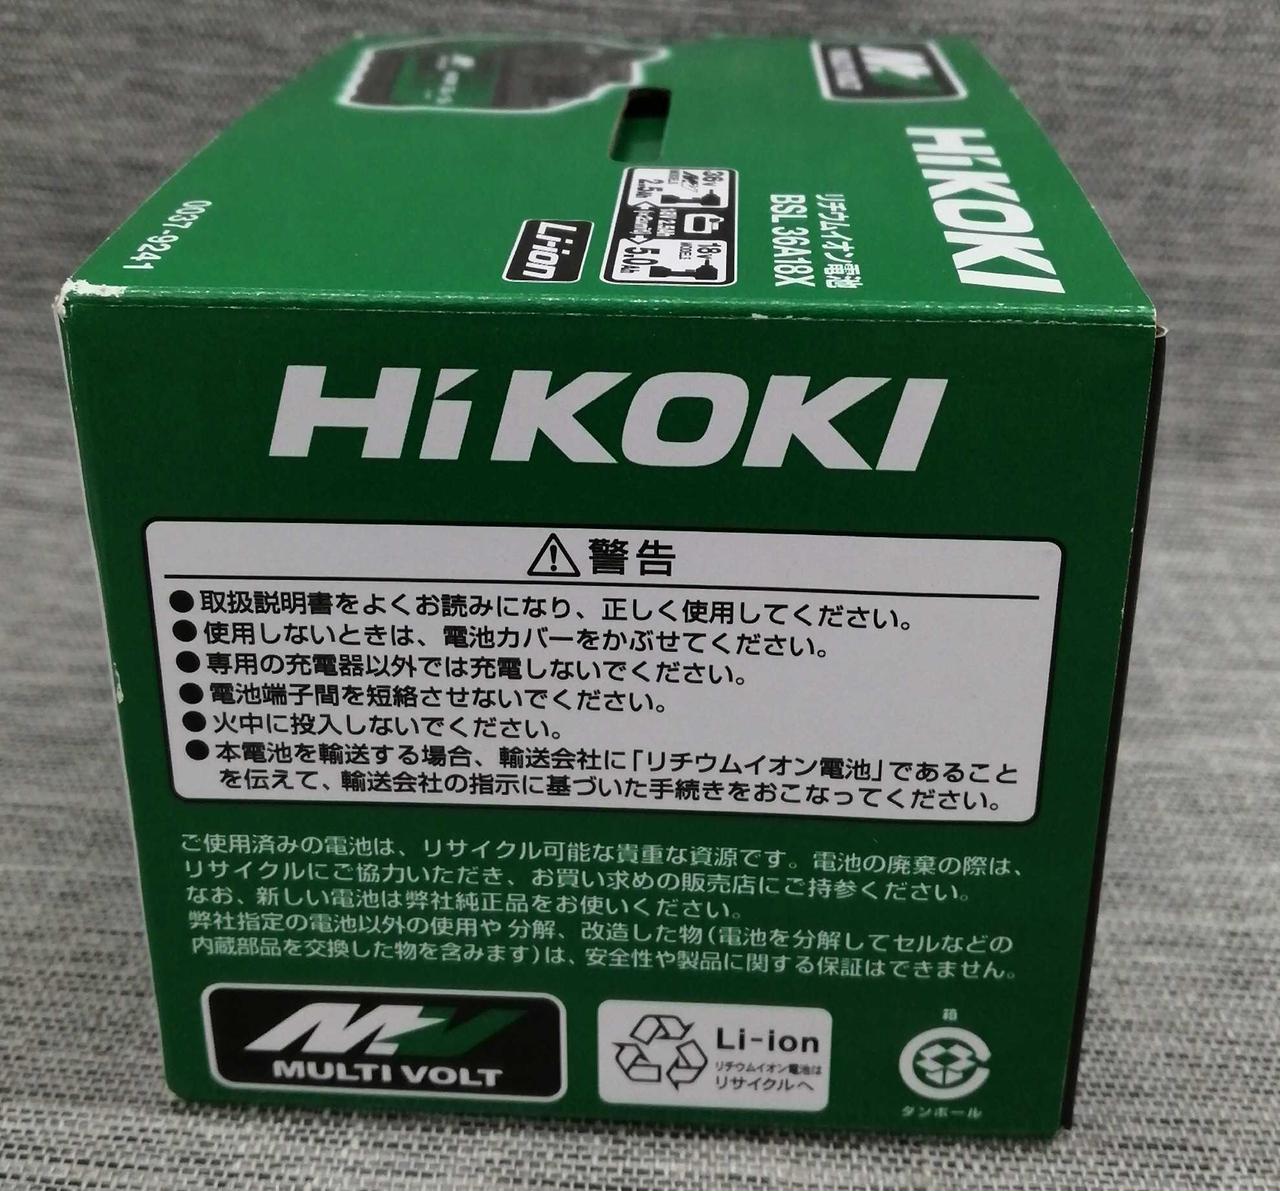 MULTI VOLT
HiKOKI
リチウムイオン電池
BSL 36A18X
36V
2.5Ah
18V
5.0Ah
Li-ion
0037-9241
HiKOKI
警告
●取扱説明書をよくお読みになり、正しく使用してください。
●使用しないときは、電池カバーをかぶせてください。
●専用の充電器以外では充電しないでください。
●電池端子間を短絡させないでください。
●火中に投入しないでください。
●本電池を輸送する場合、輸送会社に「リチウムイオン電池」であること
を伝えて、輸送会社の指示に基づいた手続きをおこなってください。
ご使用済みの電池は、リサイクル可能な貴重な資源です。電池の廃棄の際は、
リサイクルにご協力いただき、お買い求めの販売店にご持参ください。
なお、新しい電池は弊社純正品をお使いください。
弊社指定の電池以外の使用や分解、改造した物(電池を分解してセルなどの
内蔵部品を交換した物を含みます)は、安全性や製品に関する保証はできません。
MV
MULTI VOLT
Li-ion
リチウムイオン電池は
リサイクルへ
箱
ダンボール